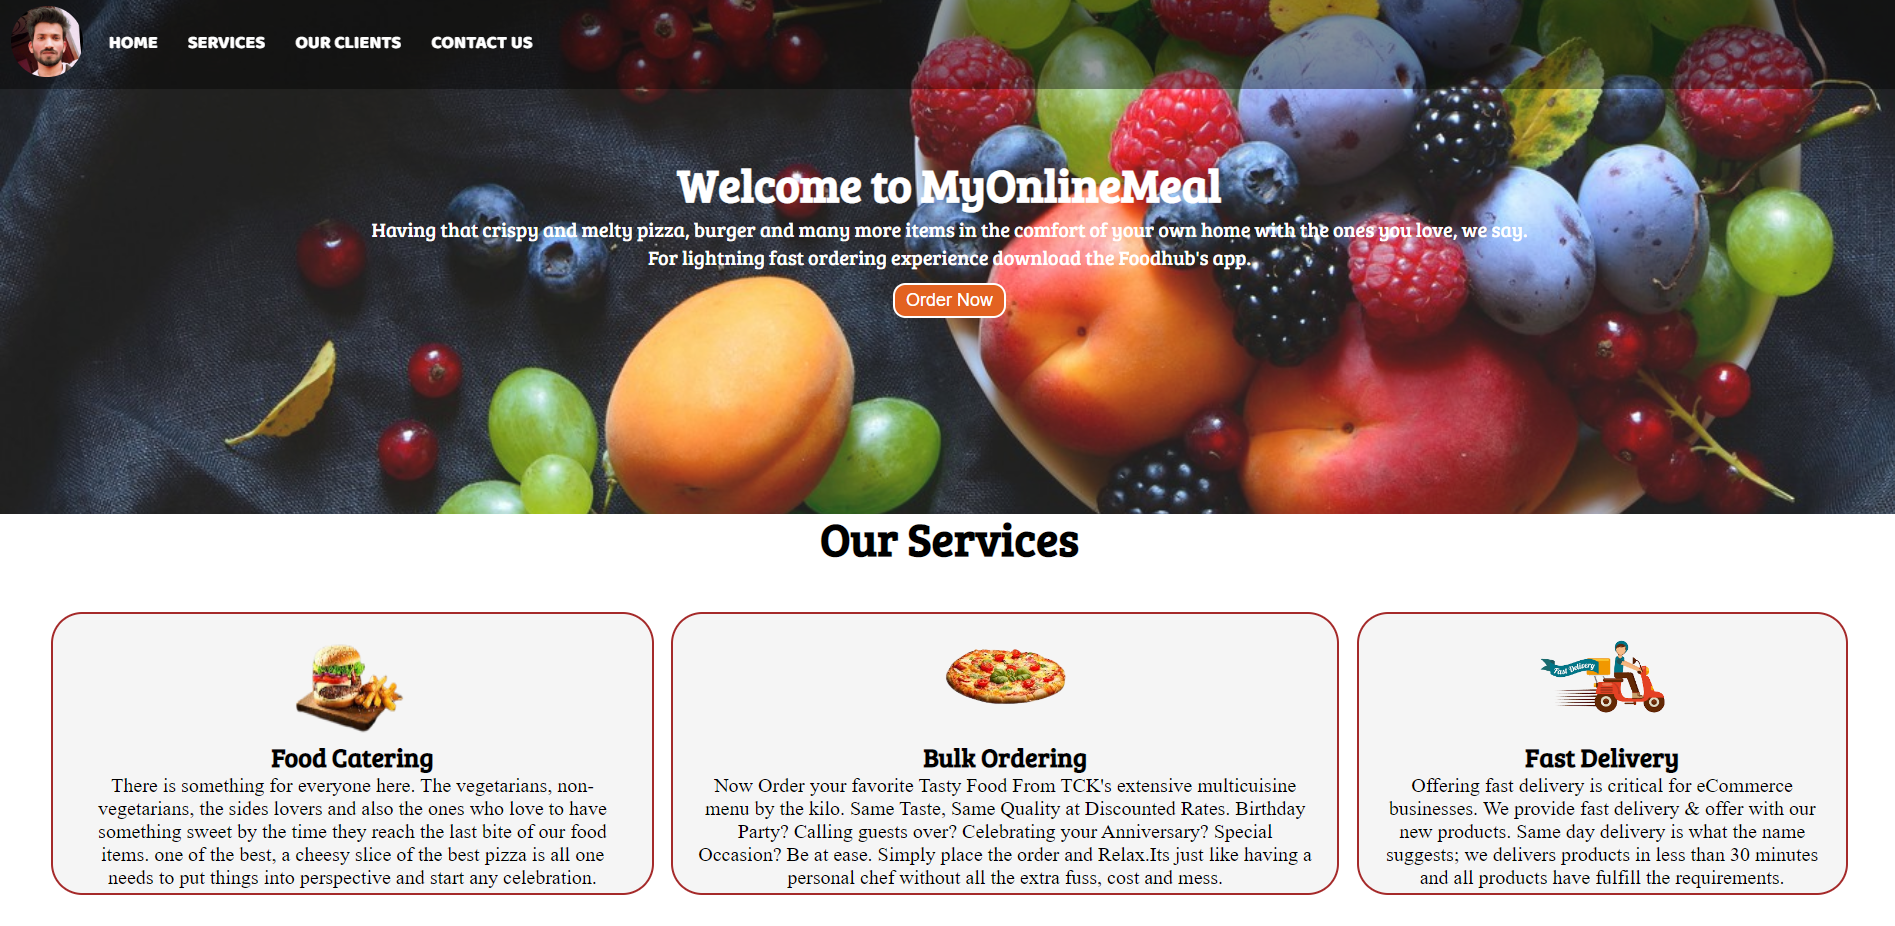 HOME SERVICES OUR CLIENTS CONTACT US
Welcome to MyOnlineMeal
Having that crispy and melty pizza, burger and many more items in the comfort of your own home with the ones you love, we say.
For lightning fast ordering experience download the Foodhub's app.
Order Now
Our Services
Food Catering
There is something for everyone here. The vegetarians, non-
vegetarians, the sides lovers and also the ones who love to have
something sweet by the time they reach the last bite of our food
items. one of the best, a cheesy slice of the best pizza is all one
needs to put things into perspective and start any celebration.
Bulk Ordering
Now Order your favorite Tasty Food From TCK's extensive multicuisine
menu by the kilo. Same Taste, Same Quality at Discounted Rates. Birthday
Party? Calling guests over? Celebrating your Anniversary? Special
Occasion? Be at ease. Simply place the order and Relax.Its just like having a
personal chef without all the extra fuss, cost and mess.
Fast Delivery
Fast Delivery
Offering fast delivery is critical for eCommerce
businesses. We provide fast delivery & offer with our
new products. Same day delivery is what the name
suggests; we delivers products in less than 30 minutes
and all products have fulfill the requirements.